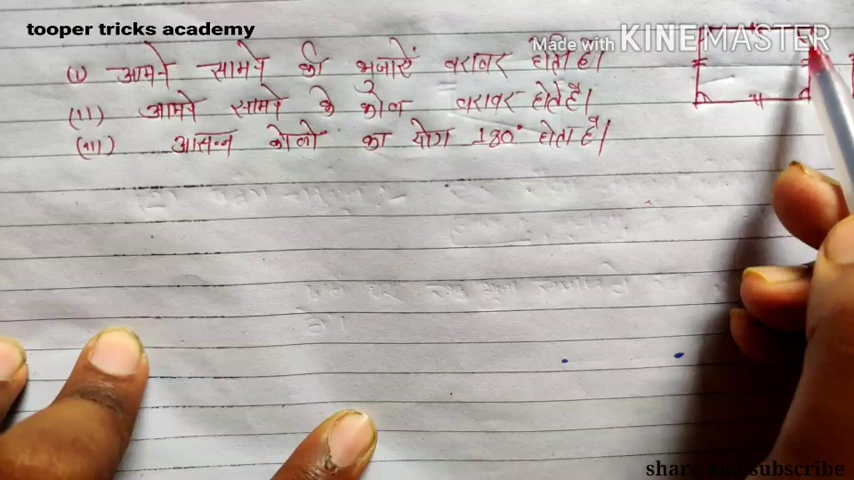 tooper tricks academy
Made with KINEMASTER
(i) आमने सामने की भुजाएं बराबर होती है।
(ii) आमने सामने के कोण बराबर होते है।
(iii) आसन्न कोणो का योग 180° होता है।
share and subscribe